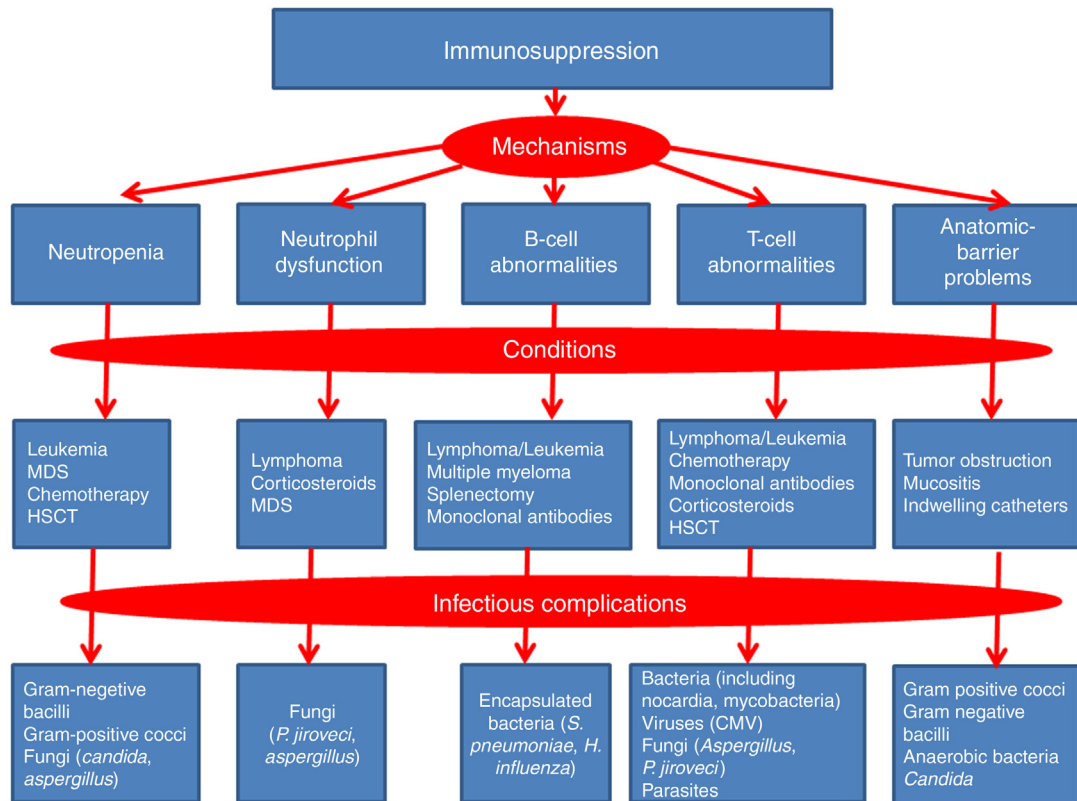 Immunosuppression
Mechanisms
Neutropenia
Neutrophil
dysfunction
B-cell
abnormalities
T-cell
abnormalities
Anatomic-
barrier
problems
Conditions
Leukemia
MDS
Chemotherapy
HSCT
Lymphoma
Corticosteroids
MDS
Lymphoma/Leukemia
Multiple myeloma
Splenectomy
Monoclonal antibodies
Lymphoma/Leukemia
Chemotherapy
Monoclonal antibodies
Corticosteroids
HSCT
Tumor obstruction
Mucositis
Indwelling catheters
Infectious complications
Gram-negetive
bacilli
Gram-positive cocci
Fungi (candida,
aspergillus)
Fungi
(P. jiroveci,
aspergillus)
Encapsulated
bacteria (S.
pneumoniae, H.
influenza)
Bacteria (including
nocardia, mycobacteria)
Viruses (CMV)
Fungi (Aspergillus,
P. jiroveci)
Parasites
Gram positive cocci
Gram negative
bacilli
Anaerobic bacteria
Candida